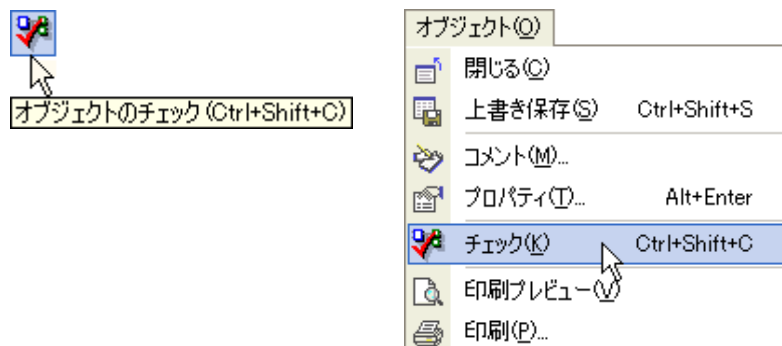 オブジェクトのチェック (Ctrl+Shift+C)
オブジェクト(O)
閉じる(C)
上書き保存(S) Ctrl+Shift+S
コメント(M)...
プロパティ(T)... Alt+Enter
チェック(K) Ctrl+Shift+C
印刷プレビュー(V)
印刷(P)...